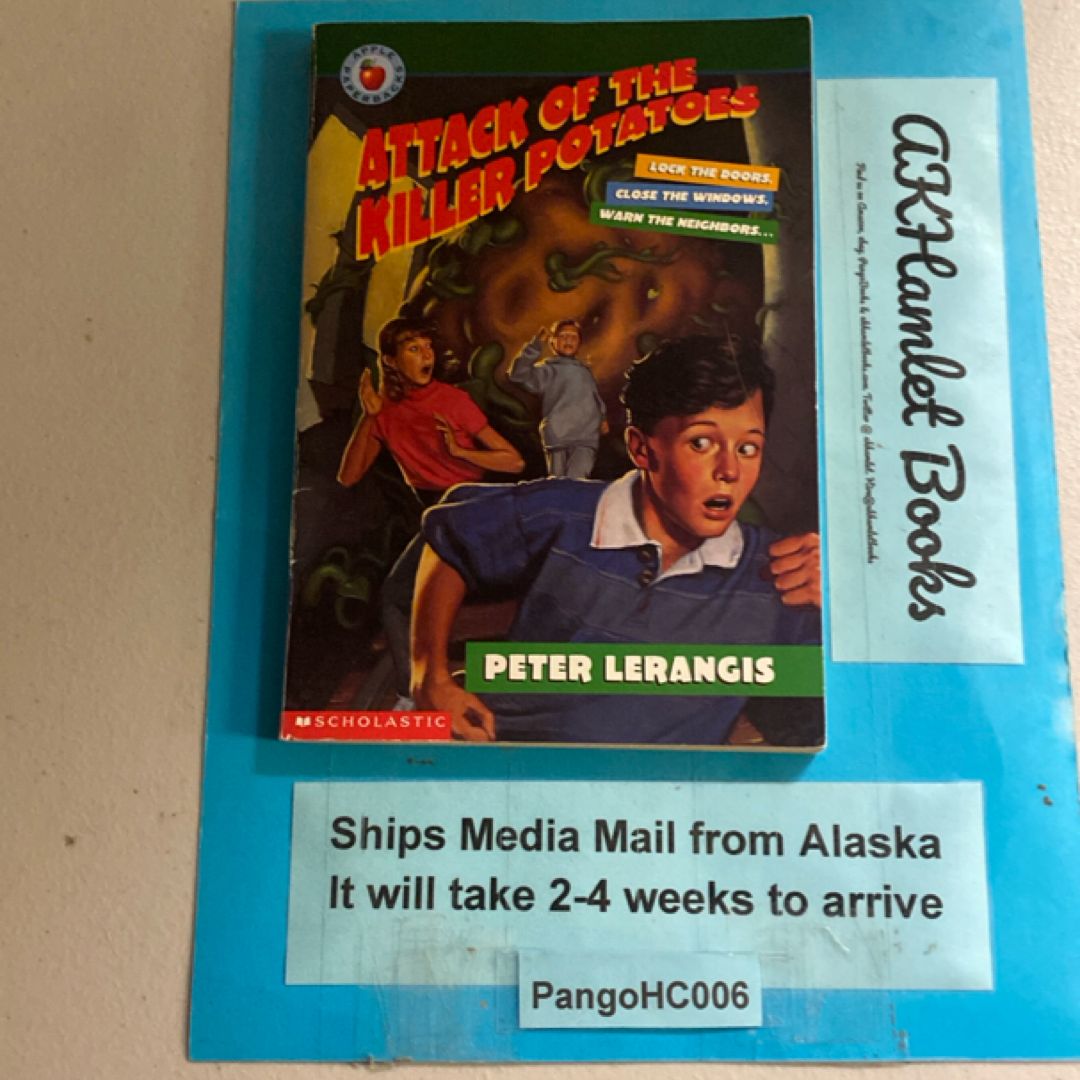 APPLE
PAPERBACKS
ATTACK OF THE
KILLER POTATOES
LOCK THE DOORS.
CLOSE THE WINDOWS.
WARN THE NEIGHBORS...
PETER LERANGIS
SCHOLASTIC
AKHamlet Books
Ships Media Mail from Alaska
It will take 2-4 weeks to arrive
PangoHC006